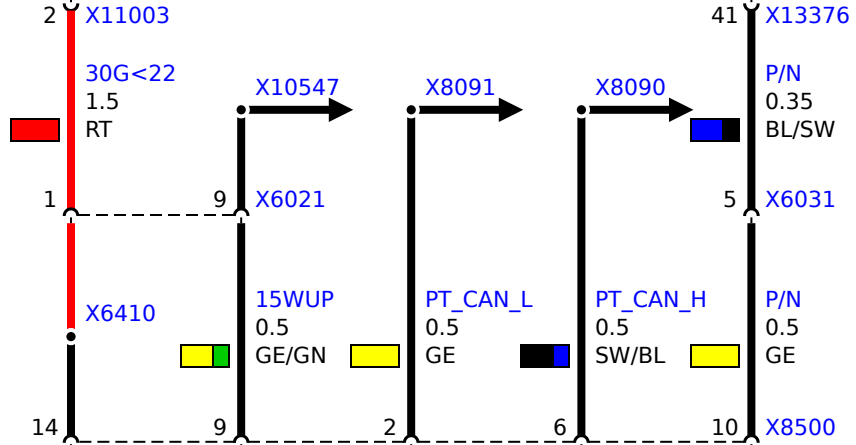 2 X11003
41 X13376
30G<22
1.5
RT
X10547
X8091
X8090
P/N
0.35
BL/SW
1
9 X6021
5 X6031
X6410
15WUP
0.5
GE/GN
PT_CAN_L
0.5
GE
PT_CAN_H
0.5
SW/BL
P/N
0.5
GE
14
9
2
6
10 X8500